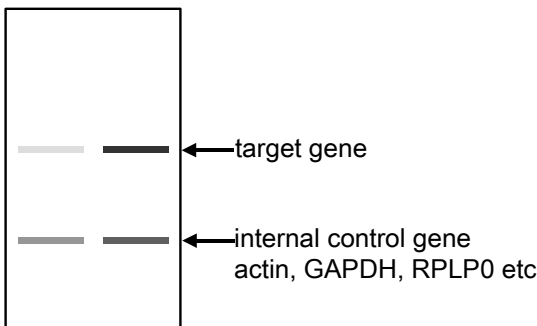 target gene
internal control gene
actin, GAPDH, RPLP0 etc